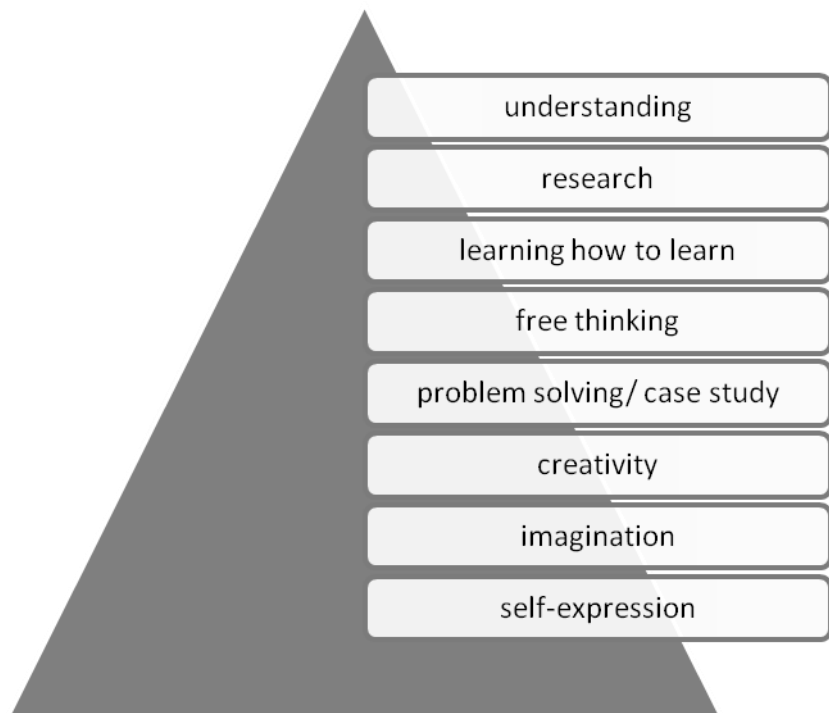 understanding
research
learning how to learn
free thinking
problem solving/ case study
creativity
imagination
self-expression